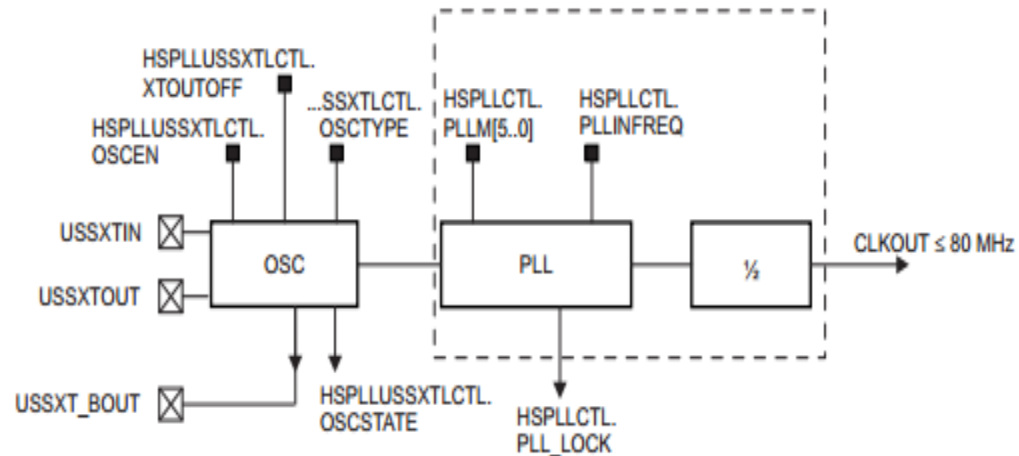 HSPLLUSSXTLCTL.
XTOUTOFF
...SSXTLCTL.
OSCTYPE
HSPLLUSSXTLCTL.
OSCEN
HSPLLCTL.
PLLM[5..0]
HSPLLCTL.
PLLINFREQ
USSXTIN
OSC
PLL
½
CLKOUT ≤ 80 MHz
USSXTOUT
USSXT_BOUT
HSPLLUSSXTLCTL.
OSCSTATE
HSPLLCTL.
PLL_LOCK